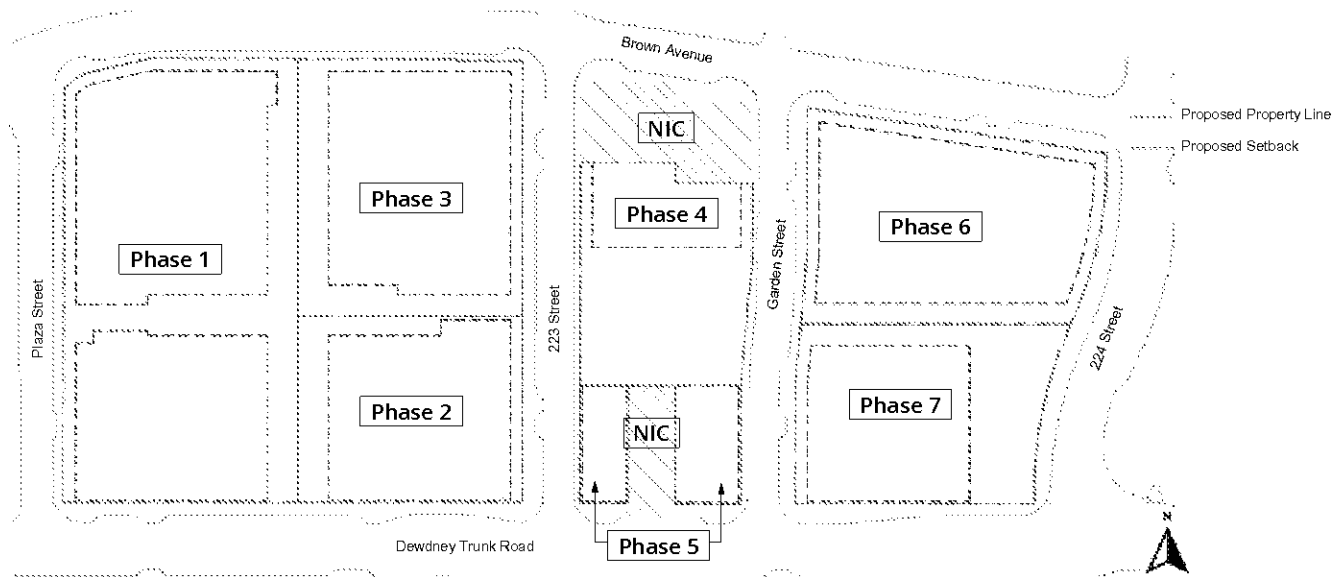 Brown Avenue
NIC
Proposed Property Line
Proposed Setback
Phase 3
Phase 4
Phase 6
Phase 1
Plaza Street
223 Street
Garden Street
224 Street
Phase 2
Phase 7
NIC
Dewdney Trunk Road
Phase 5
N